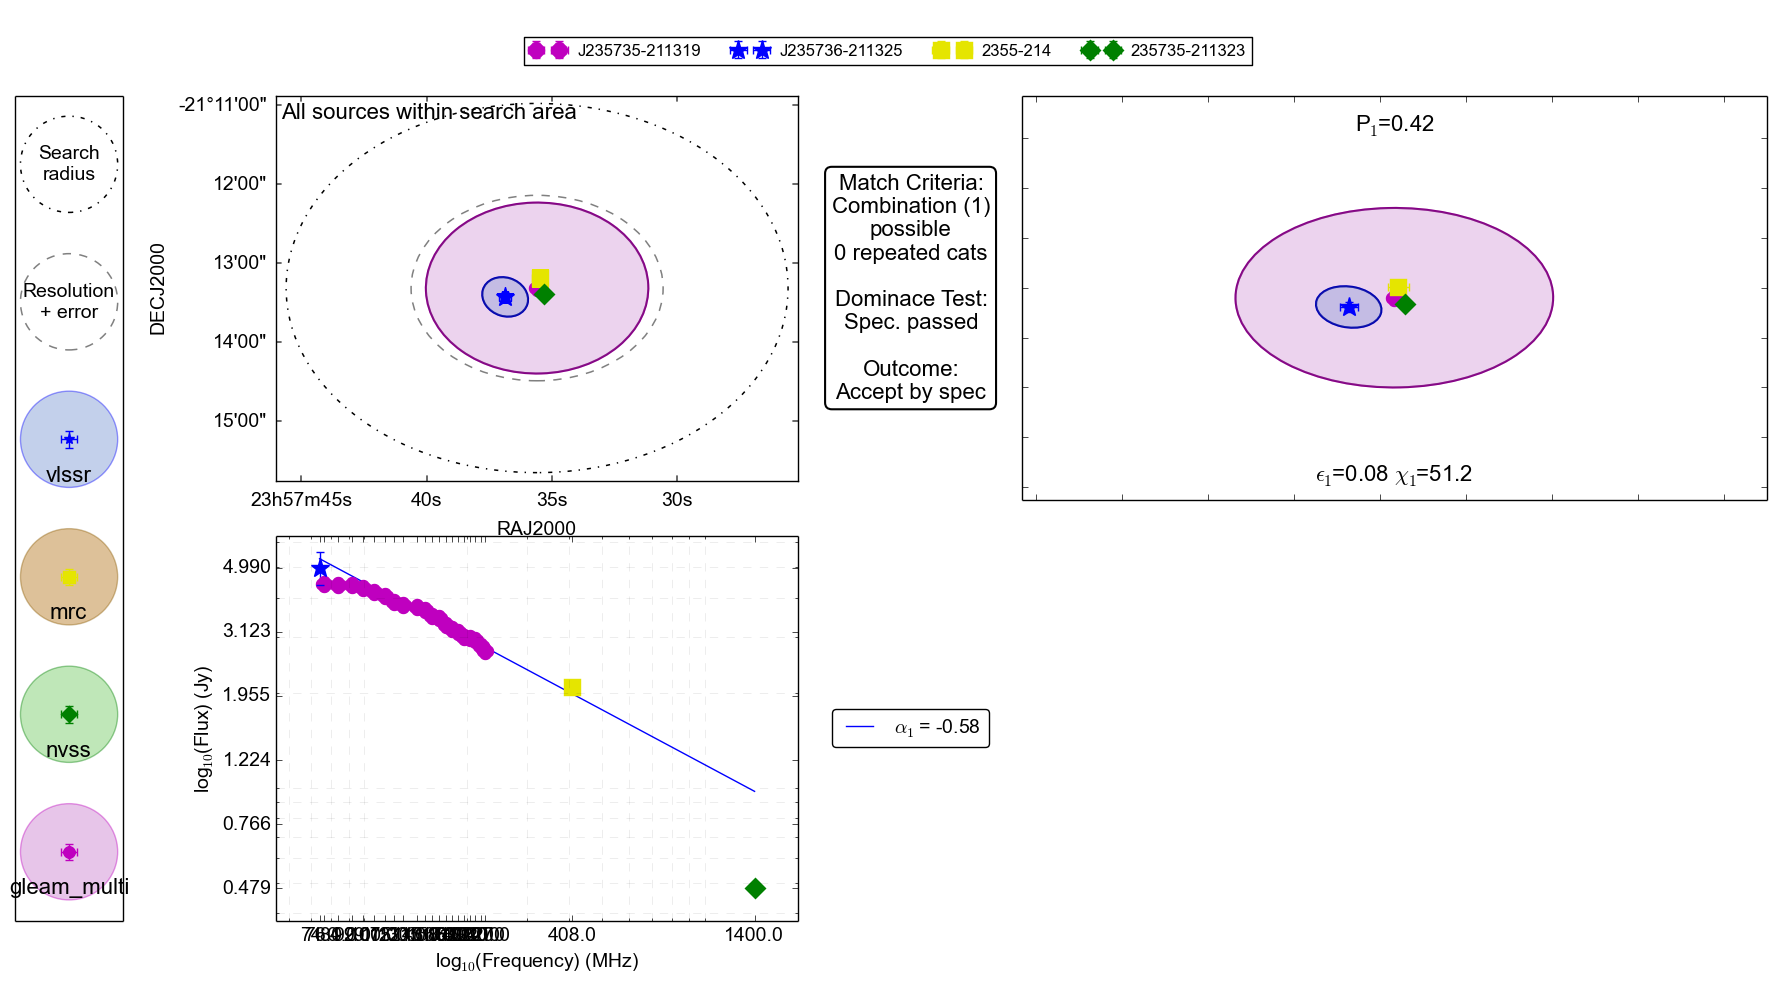 J235735-211319 J235736-211325 2355-214 235735-211323
Search
radius
Resolution
+ error
vlssr
mrc
nvss
gleam_multi
All sources within search area
DECJ2000
-21°11'00"
12'00"
13'00"
14'00"
15'00"
23h57m45s 40s 35s 30s
RAJ2000
Match Criteria:
Combination (1)
possible
0 repeated cats
Dominace Test:
Spec. passed
Outcome:
Accept by spec
P1=0.42
ϵ1=0.08 χ1=51.2
log10(Flux) (Jy)
4.990
3.123
1.955
1.224
0.766
0.479
408.0 1400.0
log10(Frequency) (MHz)
α1 = -0.58